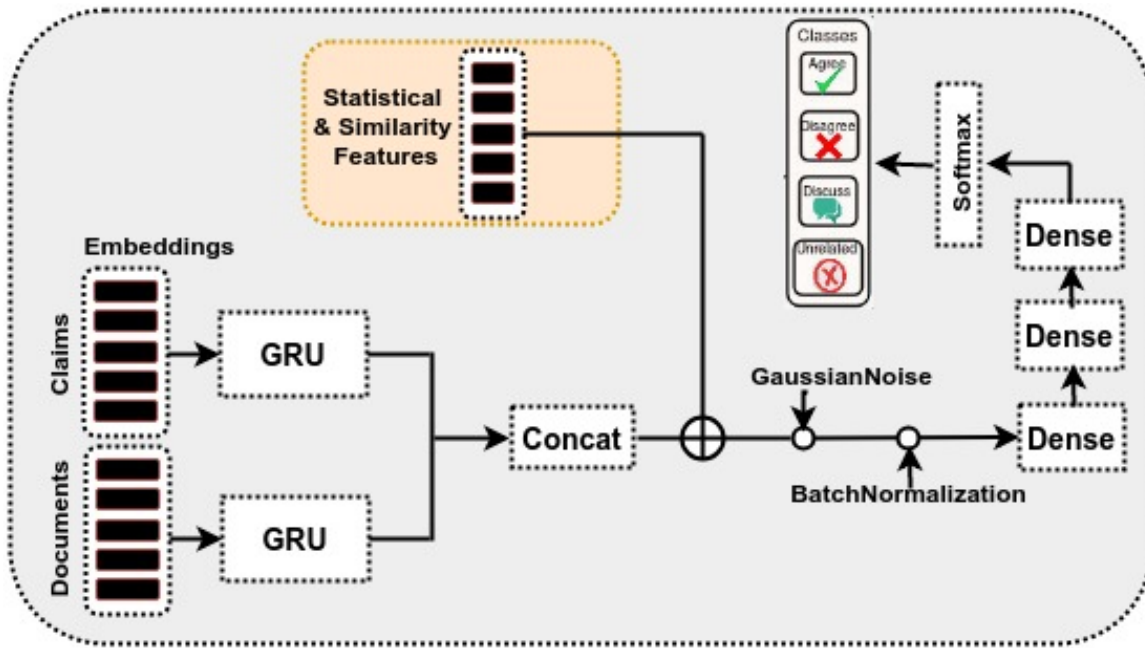 Classes
Agree
Disagree
Discuss
Unrelated
Statistical
& Similarity
Features
Softmax
Dense
Dense
Dense
Embeddings
Claims
GRU
Documents
GRU
Concat
GaussianNoise
BatchNormalization